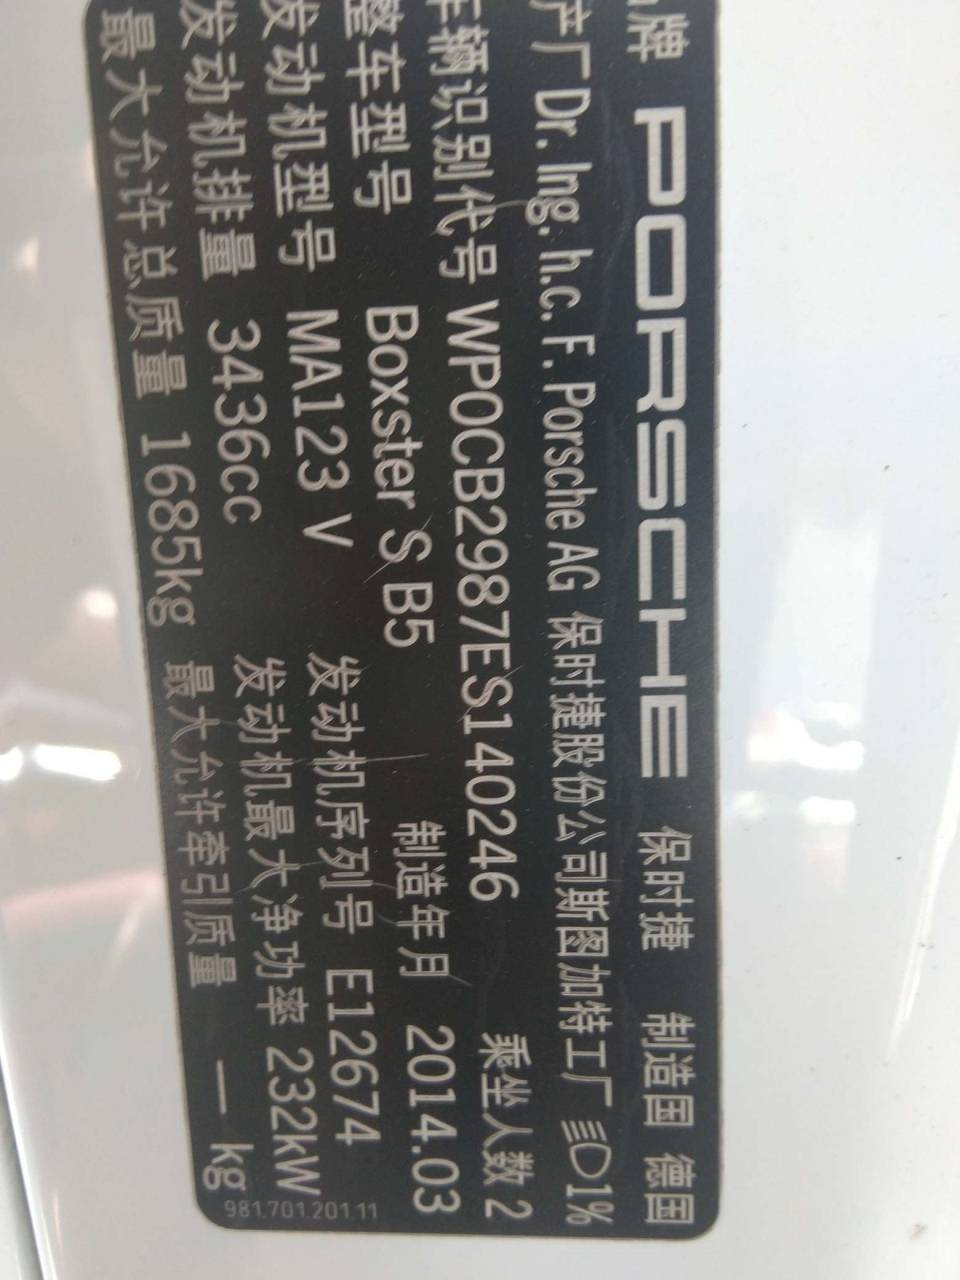 牌 PORSCHE 保时捷 制造国 德国
产厂 Dr. Ing. h.c. F. Porsche AG 保时捷股份公司斯图加特工厂 1%
车辆识别代号 WP0CB2987ES140246 乘坐人数 2
整车型号 Boxster S B5 制造年月 2014.03
发动机型号 MA123 V 发动机序列号 E12674
发动机排量 3436cc 发动机最大净功率 232kW
最大允许总质量 1685kg 最大允许牵引质量 — kg
981.701.201.11